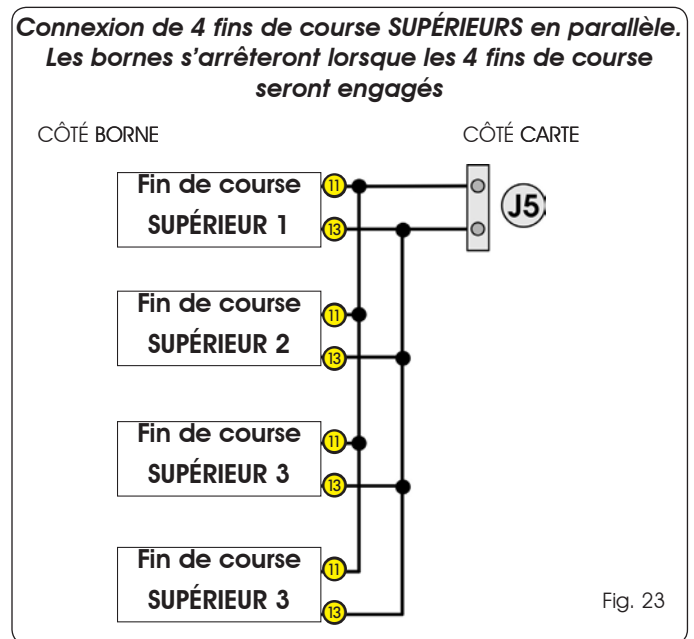 Connexion de 4 fins de course SUPÉRIEURS en parallèle.
Les bornes s'arrêteront lorsque les 4 fins de course
seront engagés
CÔTÉ BORNE
CÔTÉ CARTE
Fin de course
SUPÉRIEUR 1
11
13
J5
Fin de course
SUPÉRIEUR 2
11
13
Fin de course
SUPÉRIEUR 3
11
13
Fin de course
SUPÉRIEUR 3
11
13
Fig. 23